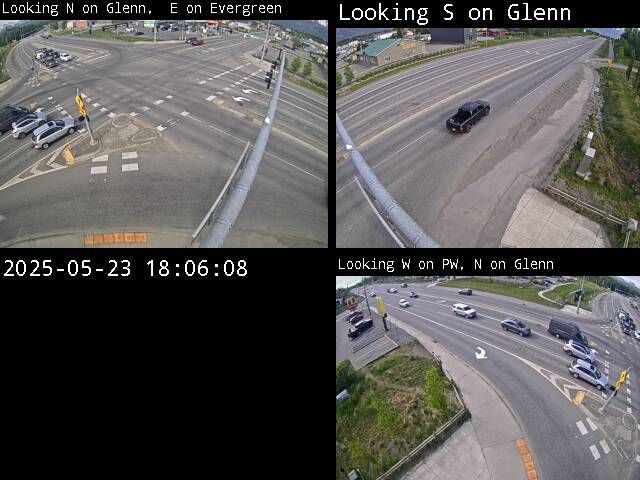 Looking N on Glenn,  E on Evergreen
Looking S on Glenn
2025-05-23 18:06:08
Looking W on PW, N on Glenn